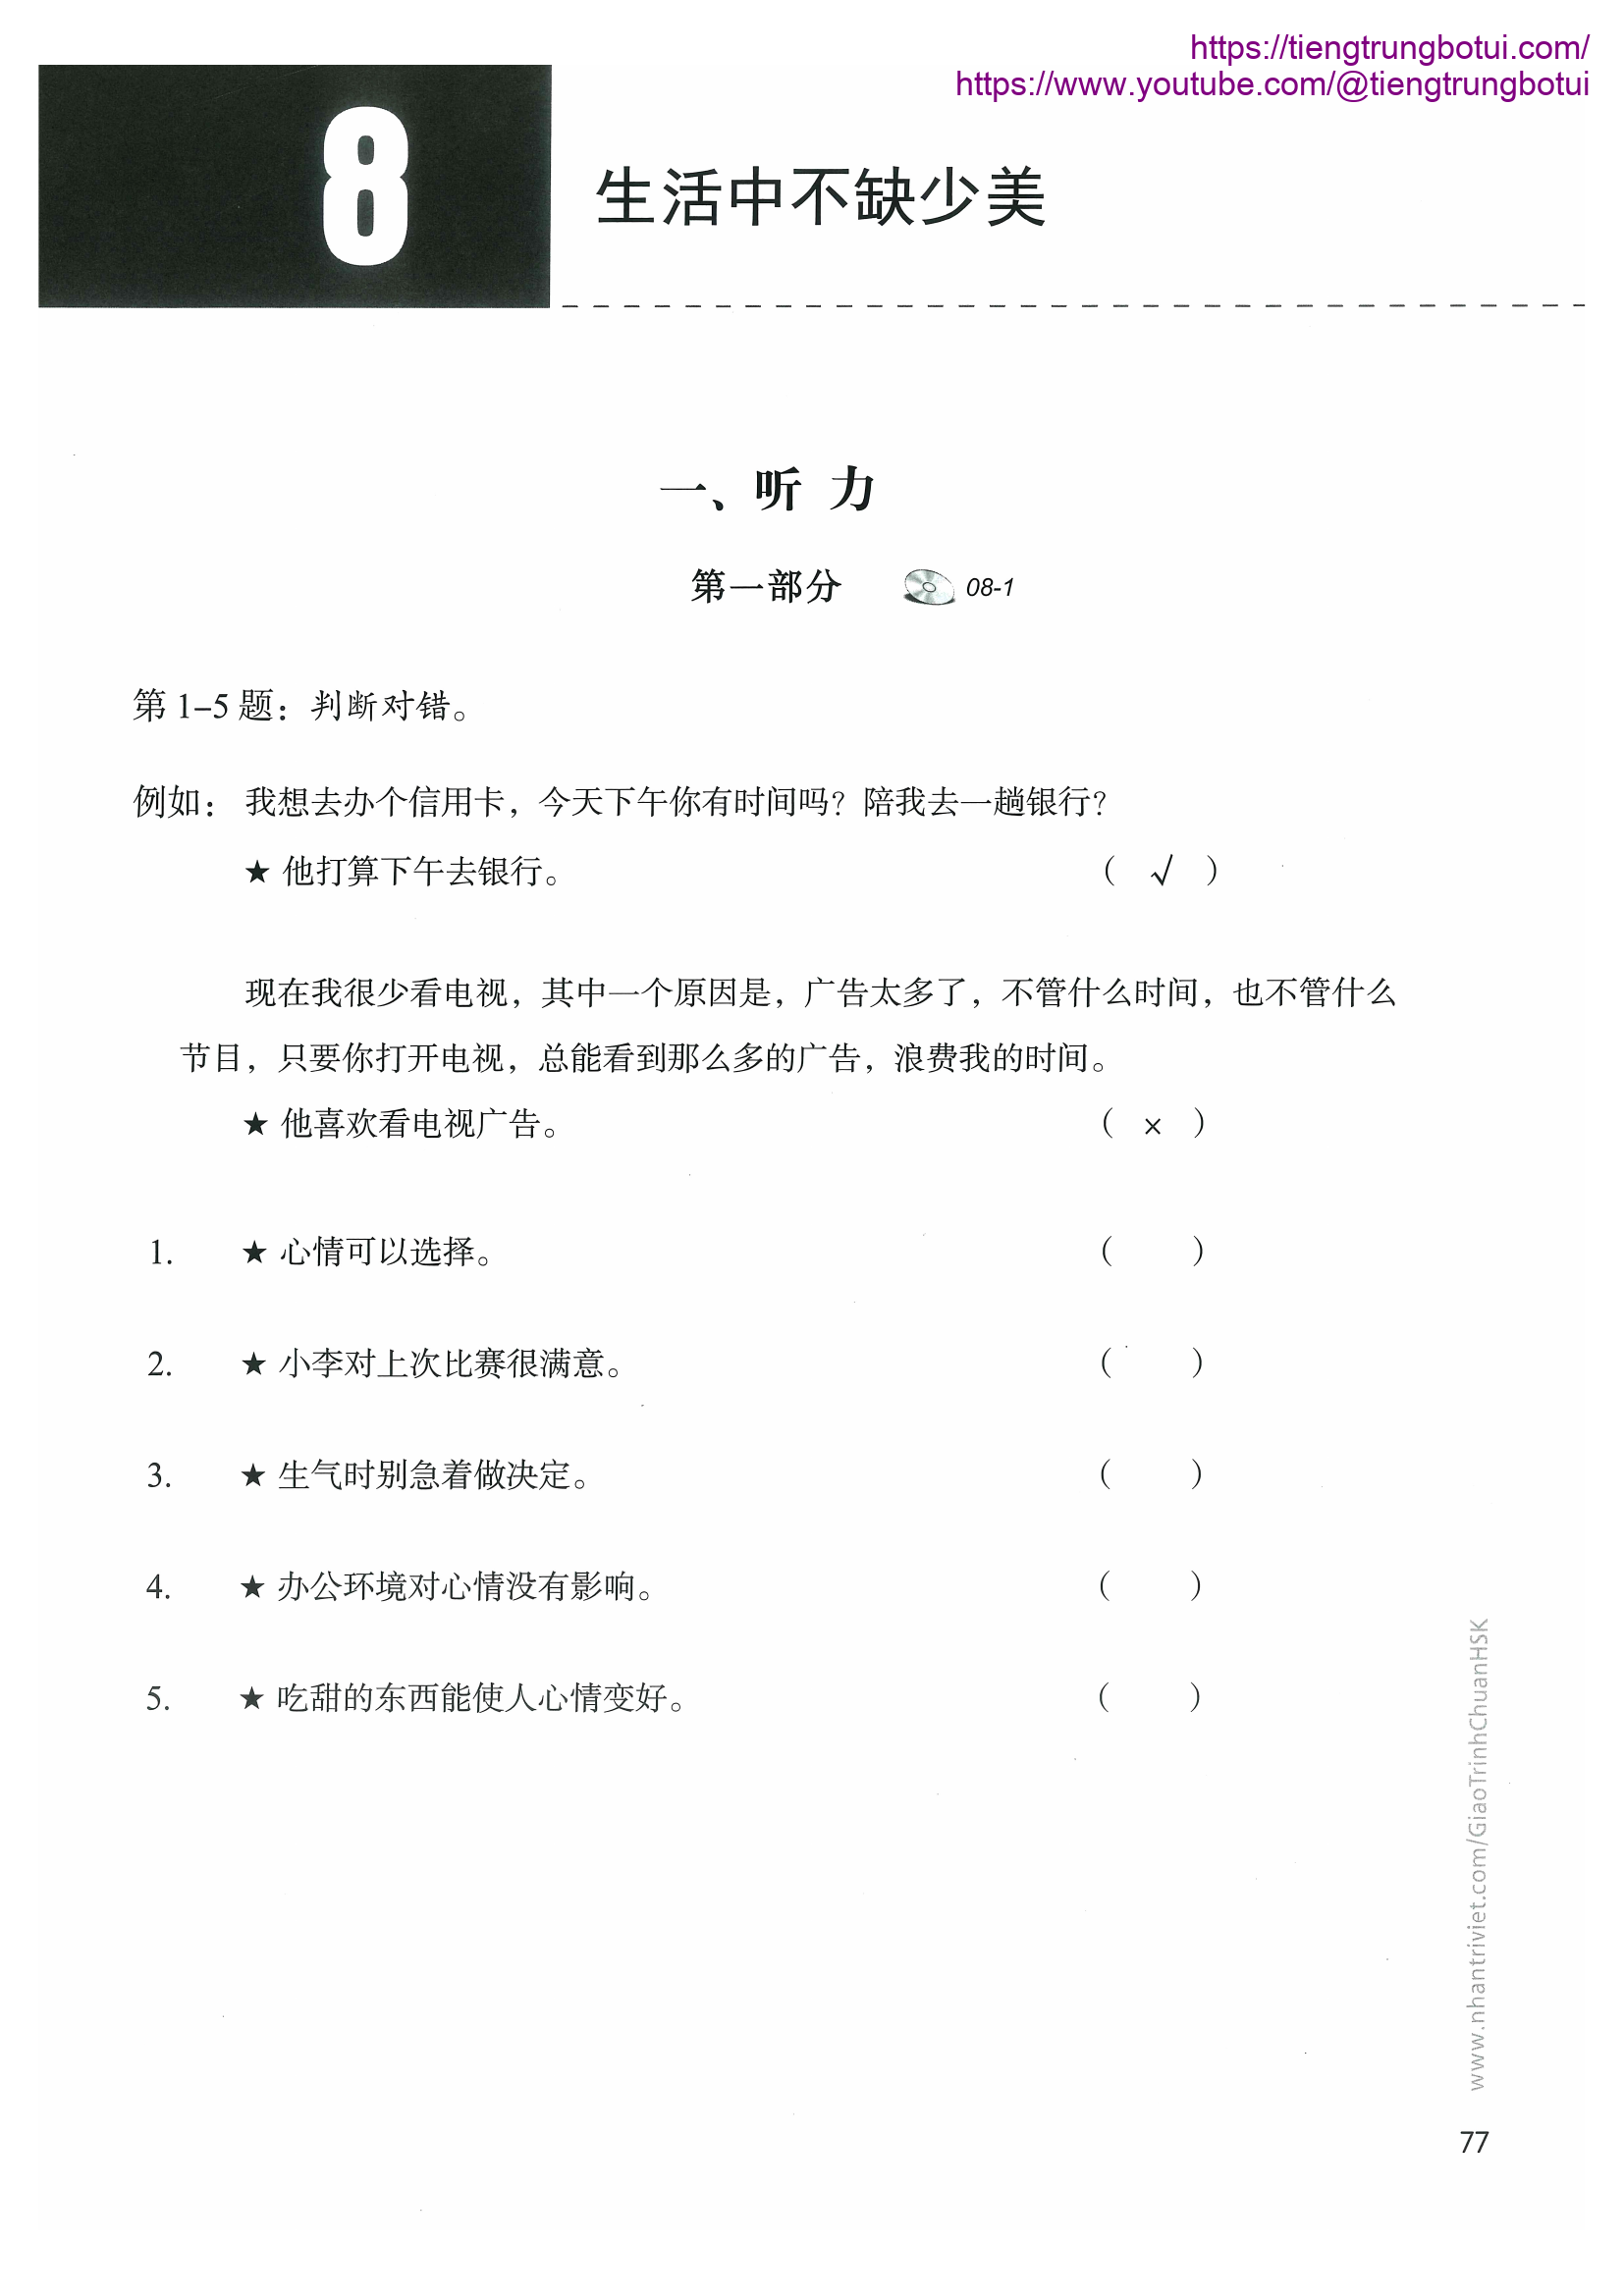 https://tiengtrungbotui.com/
https://www.youtube.com/@tiengtrungbotui
8
生活中不缺少美
一、听 力
第一部分 08-1
第 1–5 题：判断对错。
例如：我想去办个信用卡，今天下午你有时间吗？陪我去一趟银行？
★ 他打算下午去银行。 （ √ ）
现在我很少看电视，其中一个原因是，广告太多了，不管什么时间，也不管什么
节目，只要你打开电视，总能看到那么多的广告，浪费我的时间。
★ 他喜欢看电视广告。 （ × ）
1. ★ 心情可以选择。 （ ）
2. ★ 小李对上次比赛很满意。 （ ）
3. ★ 生气时别急着做决定。 （ ）
4. ★ 办公环境对心情没有影响。 （ ）
5. ★ 吃甜的东西能使人心情变好。 （ ）
www.nhantriviet.com/GiaoTrinhChuanHSK
77